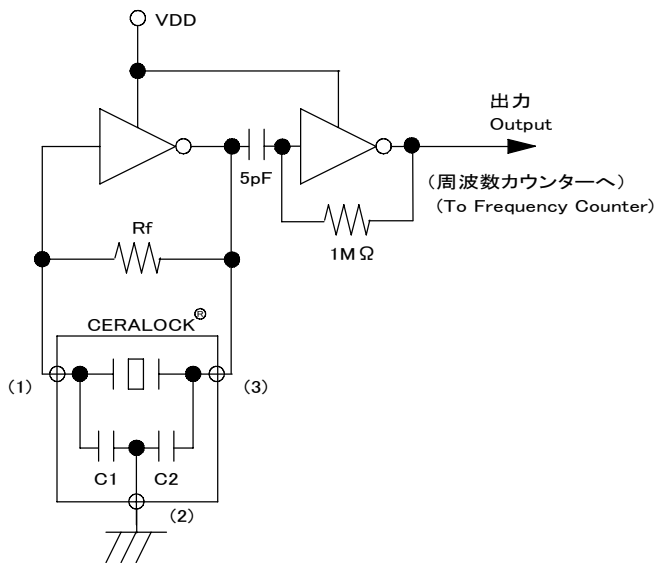 VDD
出力
Output
5pF
(周波数カウンターへ)
(To Frequency Counter)
Rf
1MΩ
CERALOCK®
(1)
(3)
C1
C2
(2)